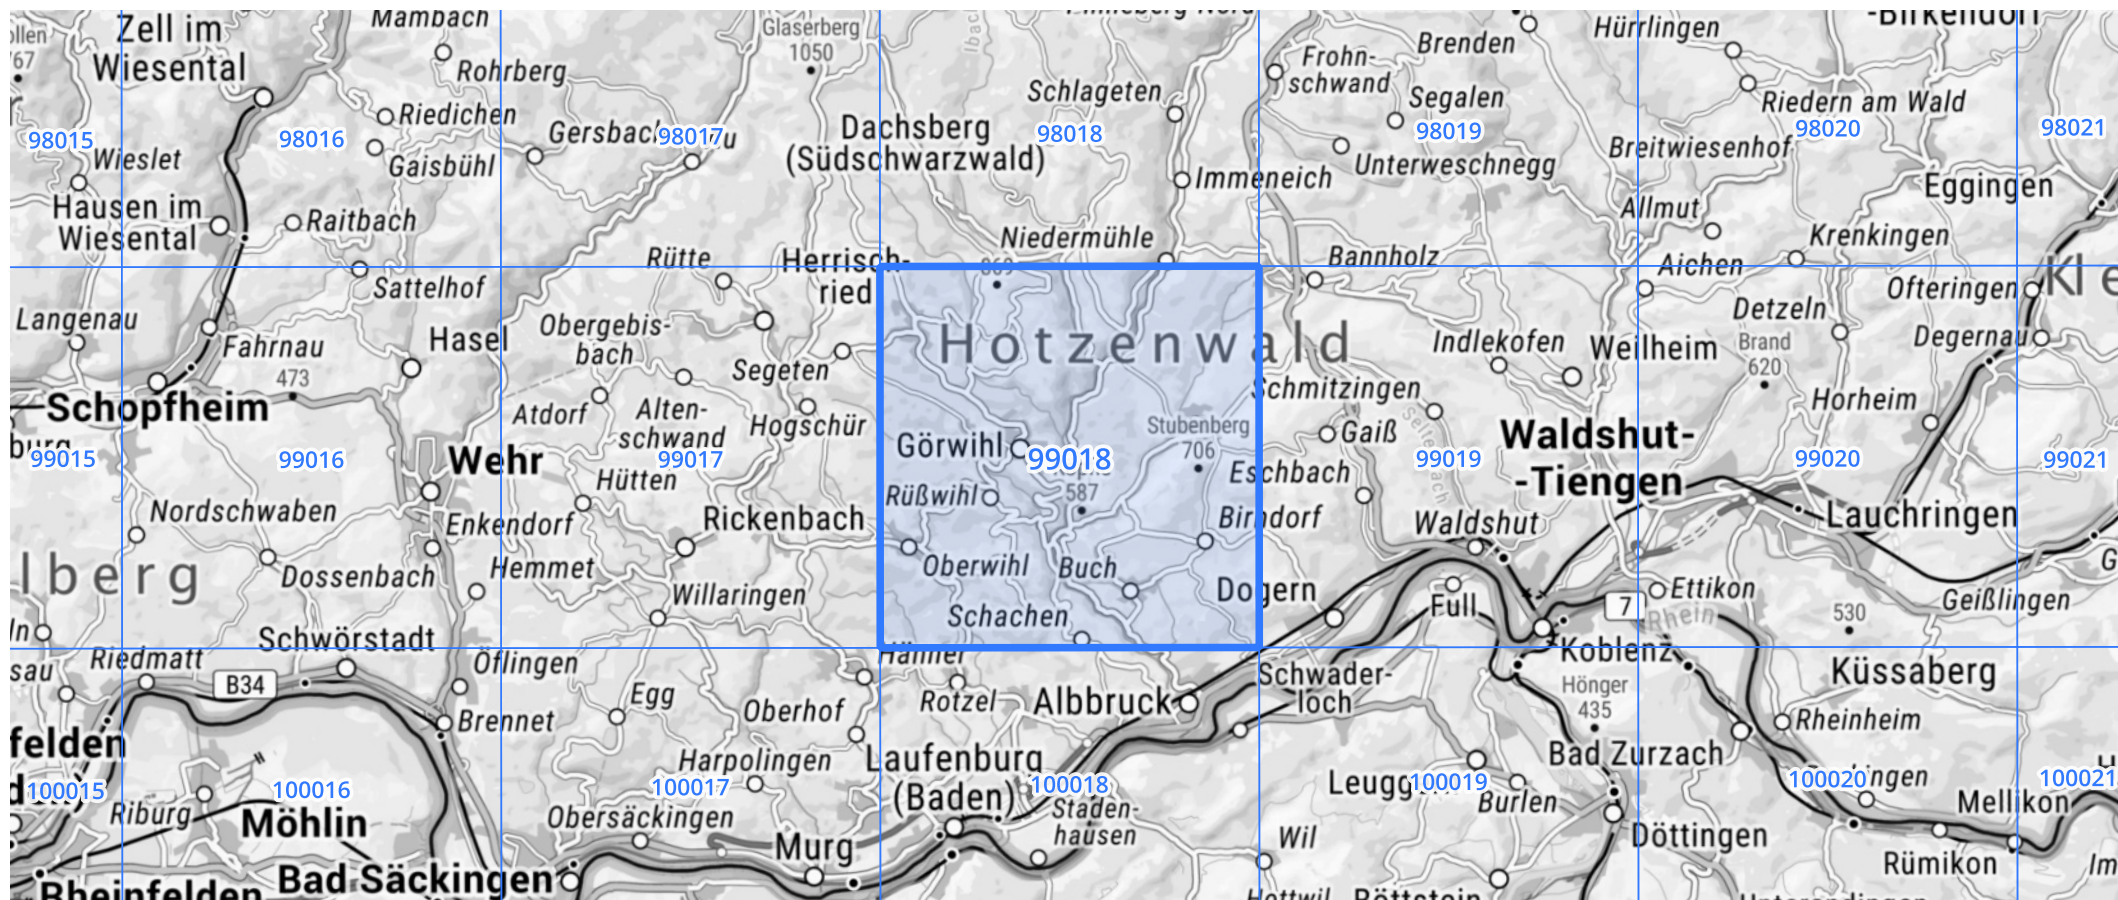 Zell im
Wiesental
Mambach
Rohrberg
Riedichen
Gaisbühl
Gersbach
Glaserberg
1050
Dachsberg
(Südschwarzwald)
Schlageten
Immeneich
Niedermühle
Frohn-
schwand
Brenden
Segalen
Unterweschnegg
Hürrlingen
Riedern am Wald
Breitwiesenhof
Eggingen
Allmut
Krenkingen
Aichen
Bannholz
98015
98016
98017
98018
98019
98020
98021
Wieslet
Hausen im
Wiesental
Raitbach
Sattelhof
Rütte
Herrisch-
ried
Langenau
Fahrnau
473
Hasel
Obergebis-
bach
Segeten
Schopfheim
Atdorf
Alten-
schwand
Hogschür
Hotzenwald
Stubenberg
706
Görwihl
587
Rüßwihl
Oberwihl
Buch
Schachen
Schmitzingen
Gaiß
Eschbach
Birndorf
Dogern
Indlekofen
Weilheim
Detzeln
Brand
620
Ofteringen
Degernau
Horheim
Waldshut-
-Tiengen
Waldshut
Lauchringen
99015
99016
99017
99018
99019
99020
99021
Wehr
Hütten
Rickenbach
Nordschwaben
Enkendorf
Dossenbach
Hemmet
Willaringen
Full
7
Ettikon
Rhein
530
Geißlingen
Koblenz
Küssaberg
Schwörstadt
Riedmatt
B34
Öflingen
Brennet
Egg
Oberhof
Harpolingen
Rotzel
Albbruck
Laufenburg
(Baden)
Staden-
hausen
Schwader-
loch
Hönger
435
Bad Zurzach
Rheinheim
Burlen
Mellikon
Döttingen
Rümikon
100015
100016
100017
100018
100019
100020
100021
Riburg
Möhlin
Obersäckingen
Murg
Wil
Bad Säckingen
Rheinfelden
Böttstein